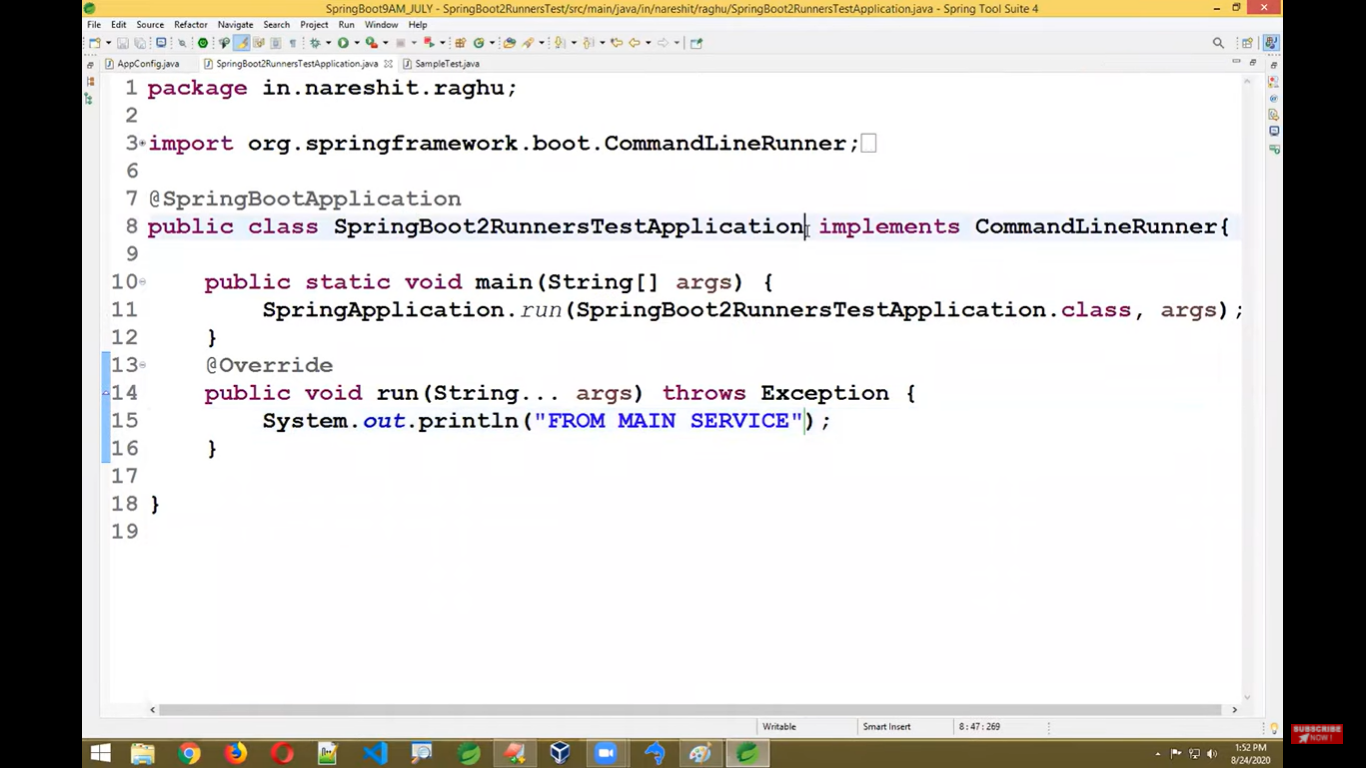 SpringBoot9AM_JULY - SpringBoot2RunnersTest/src/main/java/in/nareshit/raghu/SpringBoot2RunnersTestApplication.java - Spring Tool Suite 4
File Edit Source Refactor Navigate Search Project Run Window Help
AppConfig.java SpringBoot2RunnersTestApplication.java SampleTest.java
1 package in.nareshit.raghu;
2
3 import org.springframework.boot.CommandLineRunner;
6
7 @SpringBootApplication
8 public class SpringBoot2RunnersTestApplication implements CommandLineRunner{
9
10 public static void main(String[] args) {
11 SpringApplication.run(SpringBoot2RunnersTestApplication.class, args);
12 }
13 @Override
14 public void run(String... args) throws Exception {
15 System.out.println("FROM MAIN SERVICE");
16 }
17
18 }
19
Writable Smart Insert 8:47:269
SUBSCRIBE
NOW!
1:52 PM
8/24/2020